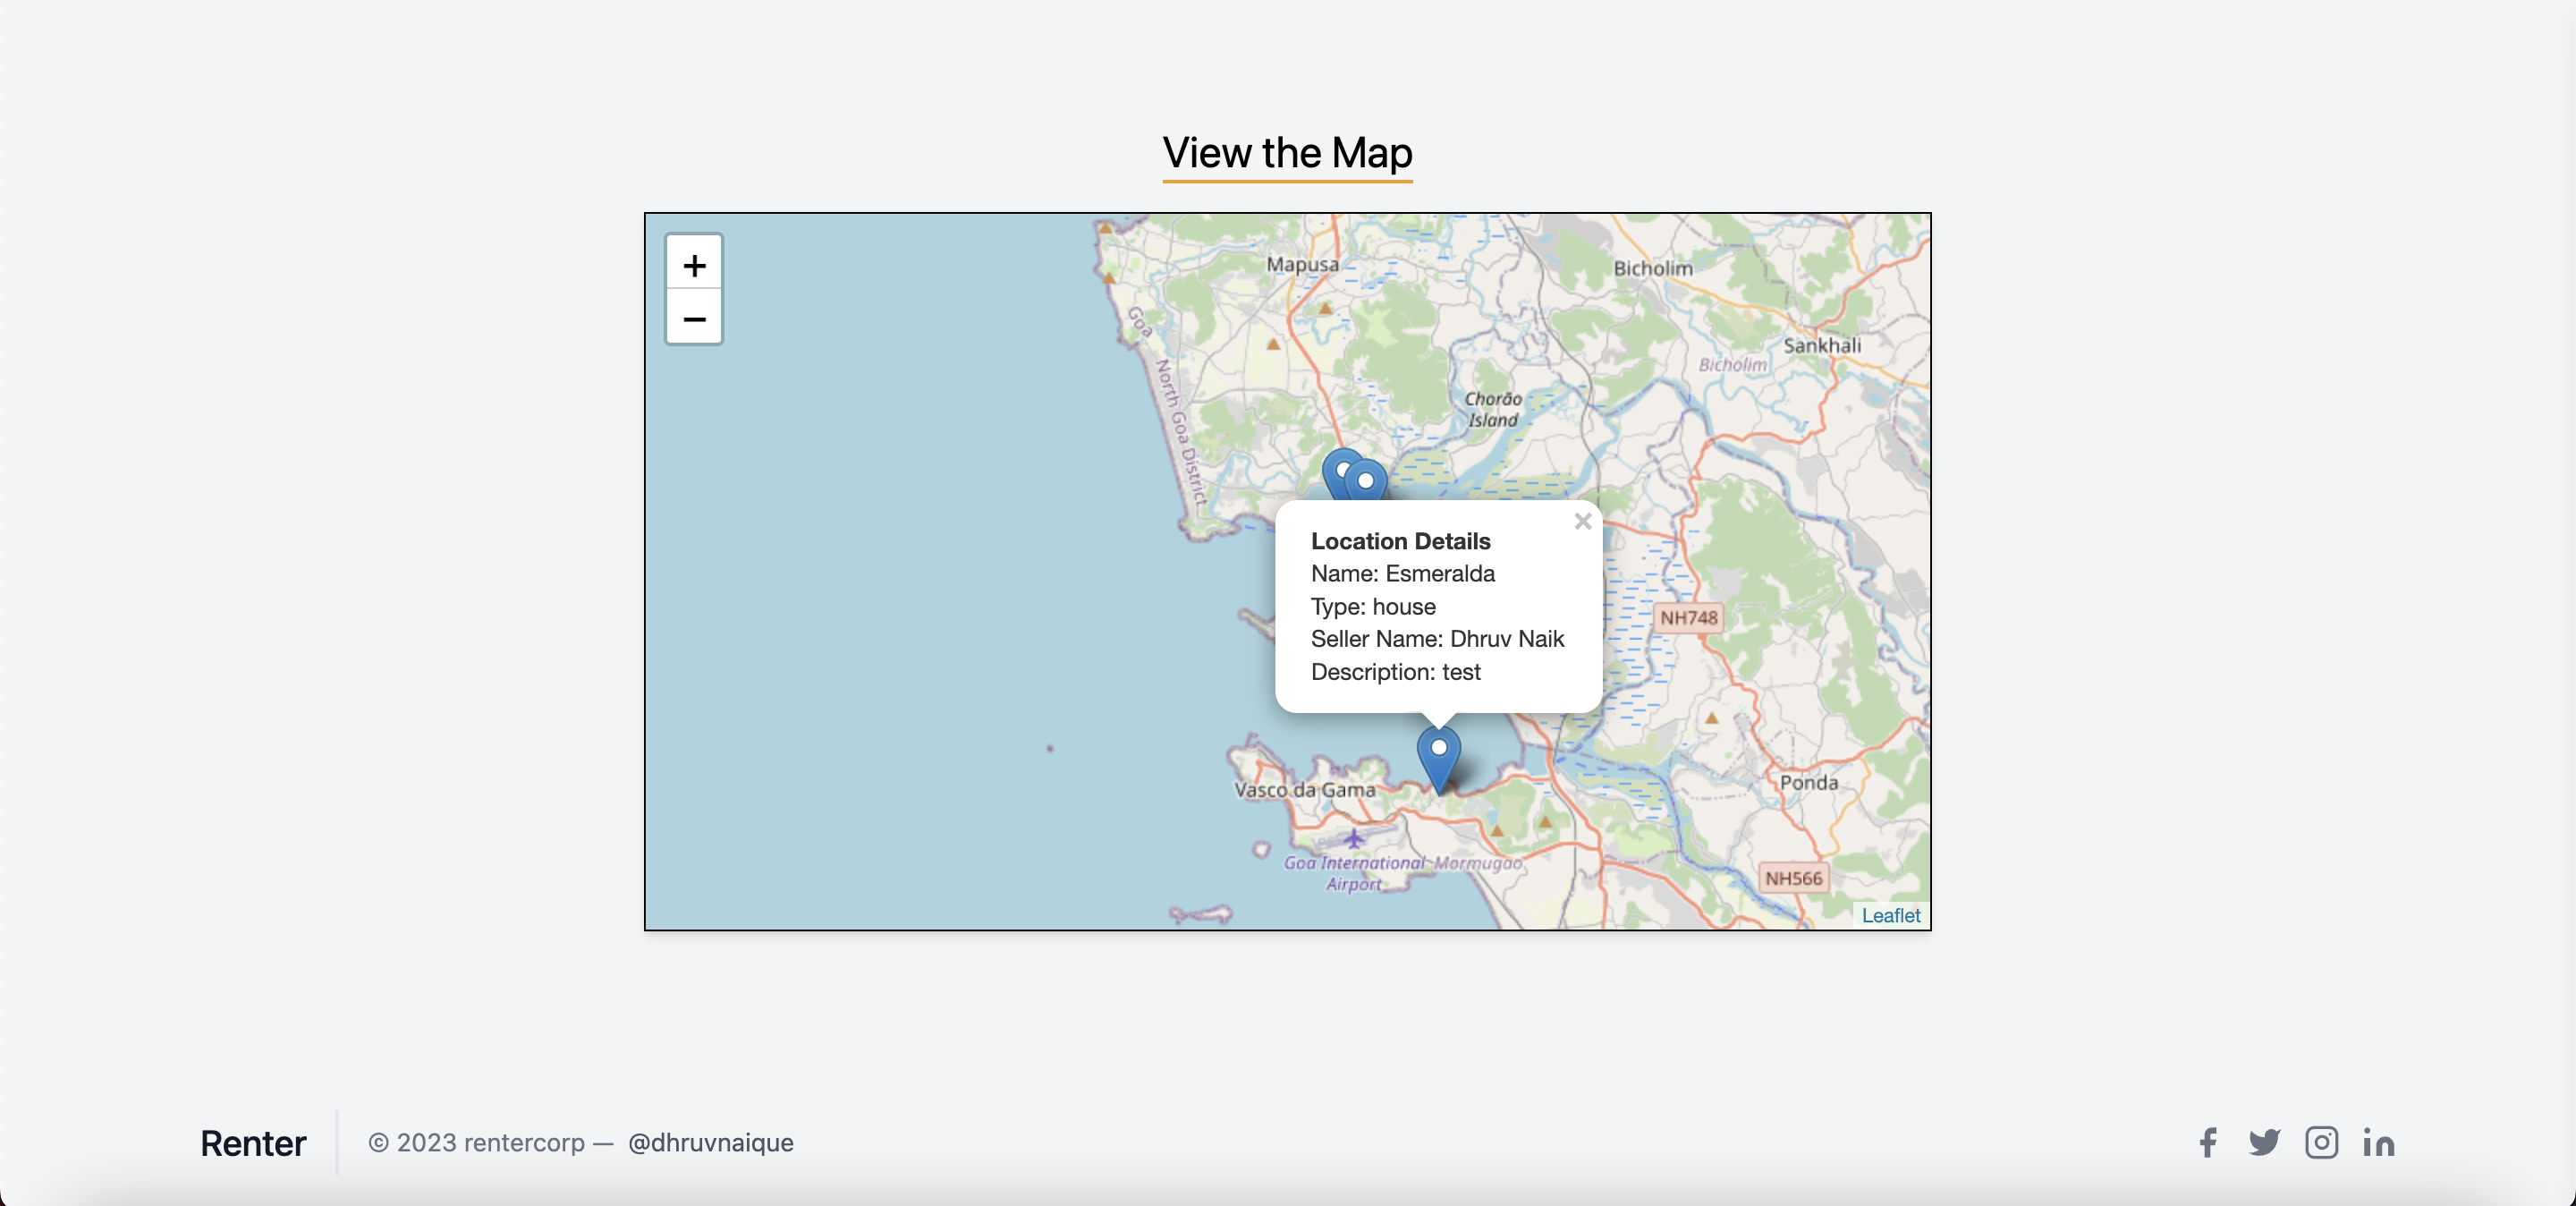 View the Map
+
−
Mapusa
Bicholim
Goa
North Goa District
Sankhali
Bicholim
Chorão
Island
×
Location Details
Name: Esmeralda
Type: house
Seller Name: Dhruv Naik
Description: test
NH748
Vasco da Gama
Ponda
Goa International
Airport
Mormugao
NH566
Leaflet
Renter
© 2023 rentercorp — @dhruvnaique